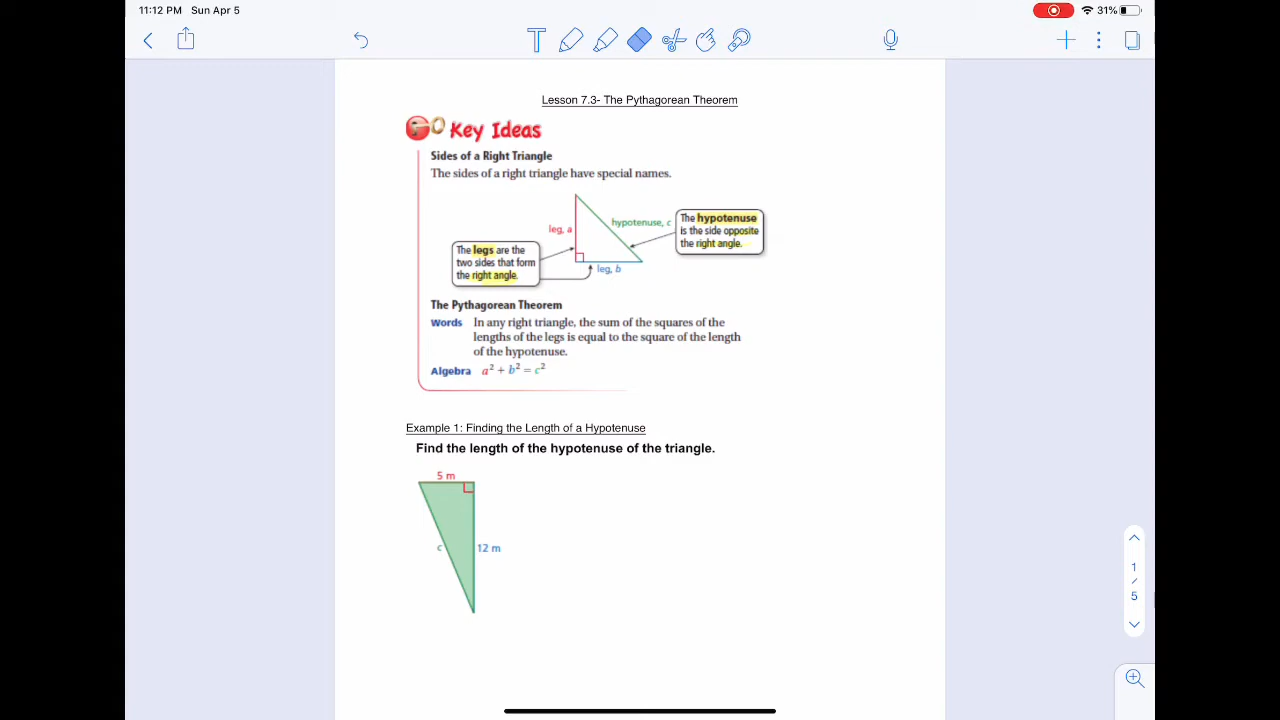 11:12 PM Sun Apr 5
31%
T
Lesson 7.3- The Pythagorean Theorem
Key Ideas
Sides of a Right Triangle
The sides of a right triangle have special names.
leg, a
hypotenuse, c
The hypotenuse
is the side opposite
the right angle.
The legs are the
two sides that form
the right angle.
leg, b
The Pythagorean Theorem
Words In any right triangle, the sum of the squares of the
lengths of the legs is equal to the square of the length
of the hypotenuse.
Algebra a² + b² = c²
Example 1: Finding the Length of a Hypotenuse
Find the length of the hypotenuse of the triangle.
5 m
c
12 m
1
/
5